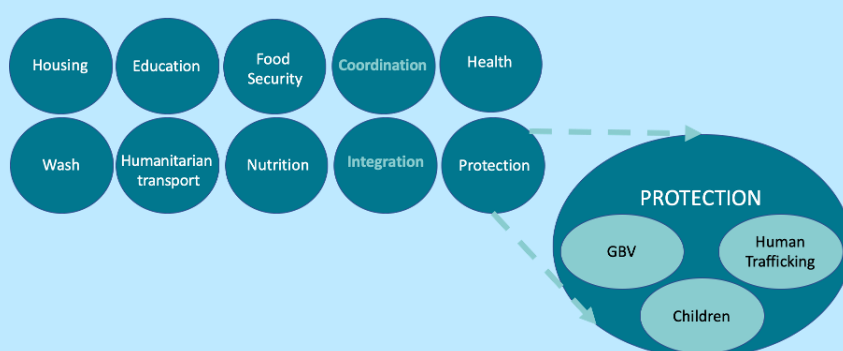 Housing
Education
Food
Security
Coordination
Health
Wash
Humanitarian
transport
Nutrition
Integration
Protection
PROTECTION
GBV
Human
Trafficking
Children